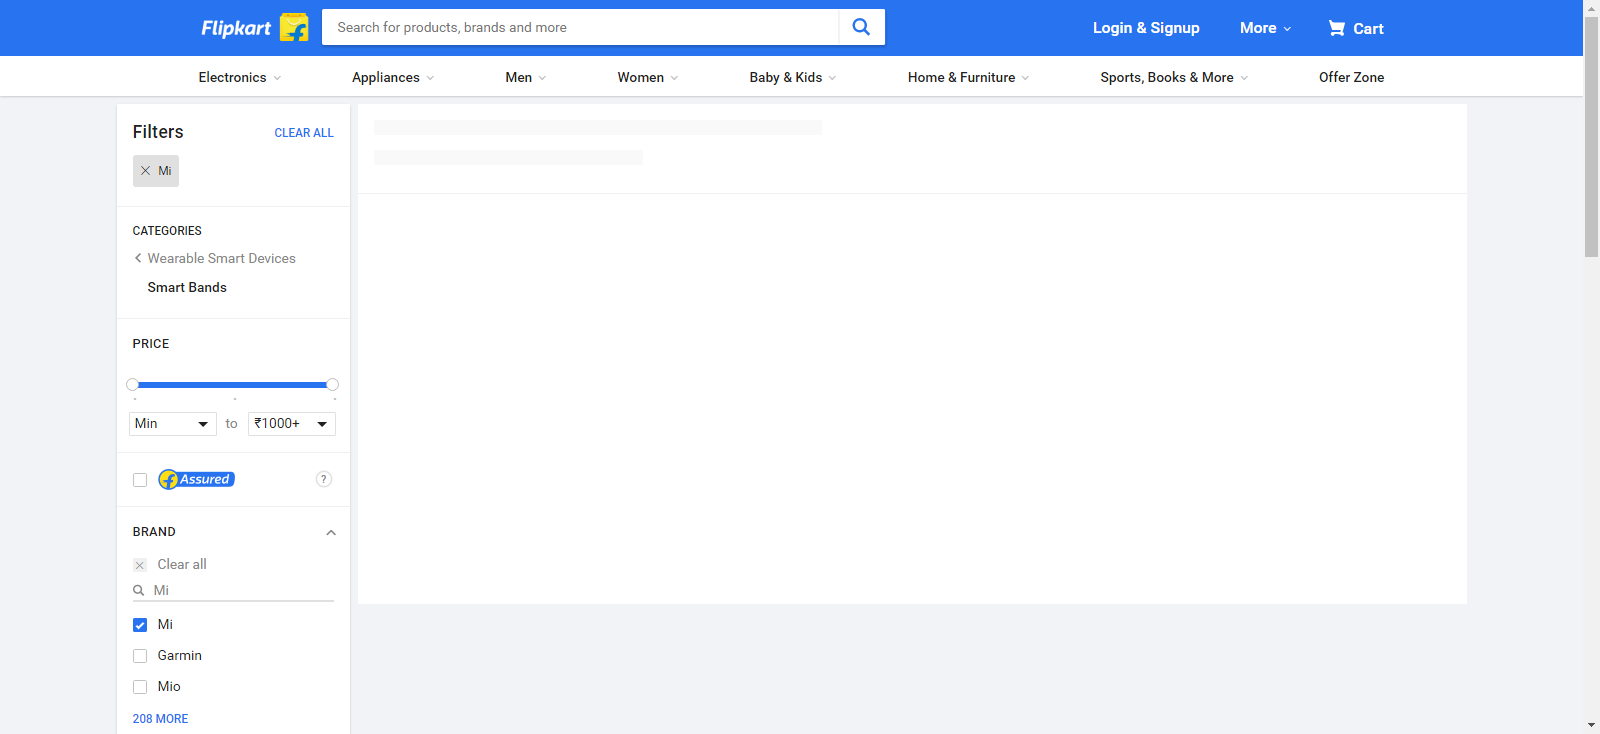 Flipkart
Search for products, brands and more
Login & Signup
More
Cart
Electronics
Appliances
Men
Women
Baby & Kids
Home & Furniture
Sports, Books & More
Offer Zone
Filters
CLEAR ALL
Mi
CATEGORIES
Wearable Smart Devices
Smart Bands
PRICE
Min
to
₹1000+
Assured
?
BRAND
Clear all
Mi
Mi
Garmin
Mio
208 MORE